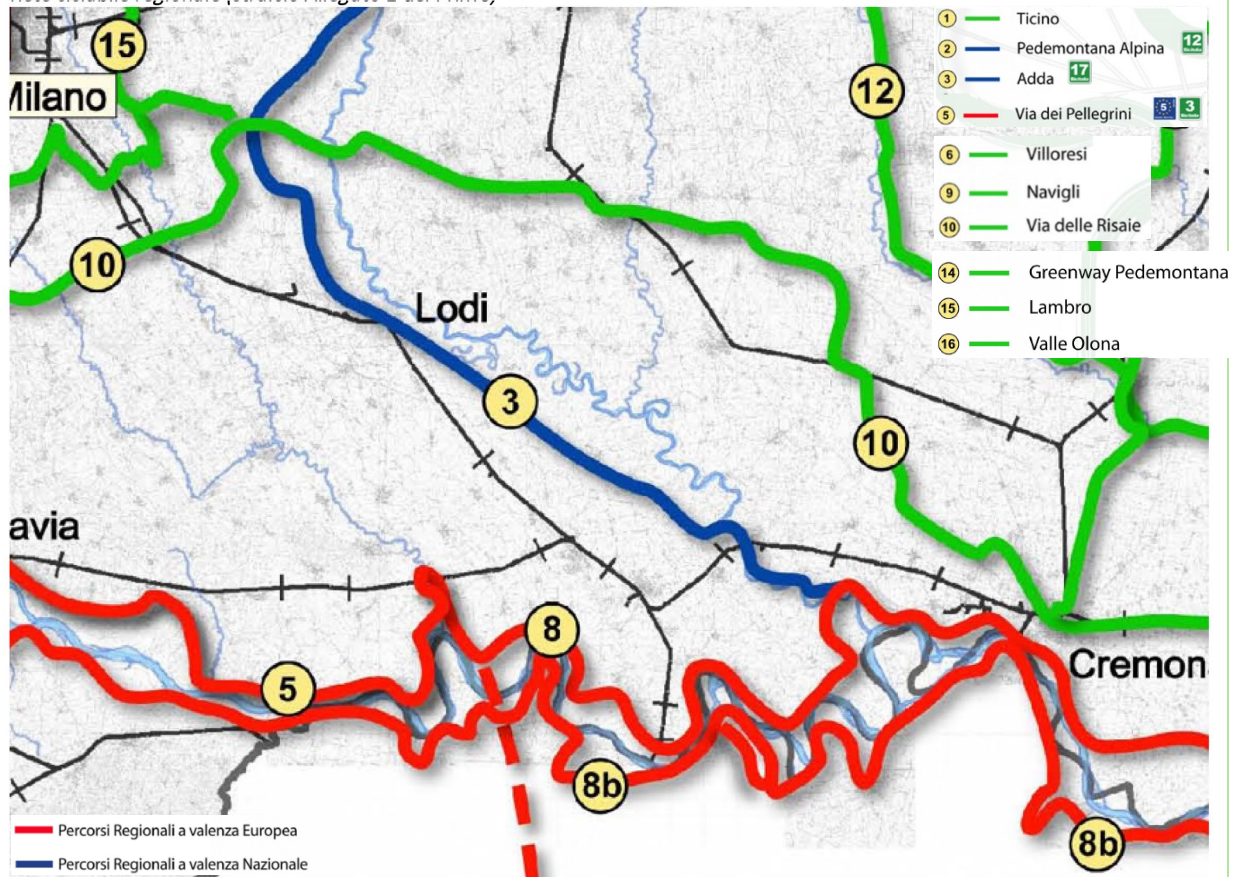 15
12
Milano
1 Ticino
2 Pedemontana Alpina 12
3 Adda 17
5 Via dei Pellegrini 5 3
6 Villoresi
9 Navigli
10 Via delle Risaie
14 Greenway Pedemontana
15 Lambro
16 Valle Olona
10
Lodi
3
10
avia
8
5
Cremon
8b
8b
Percorsi Regionali a valenza Europea
Percorsi Regionali a valenza Nazionale